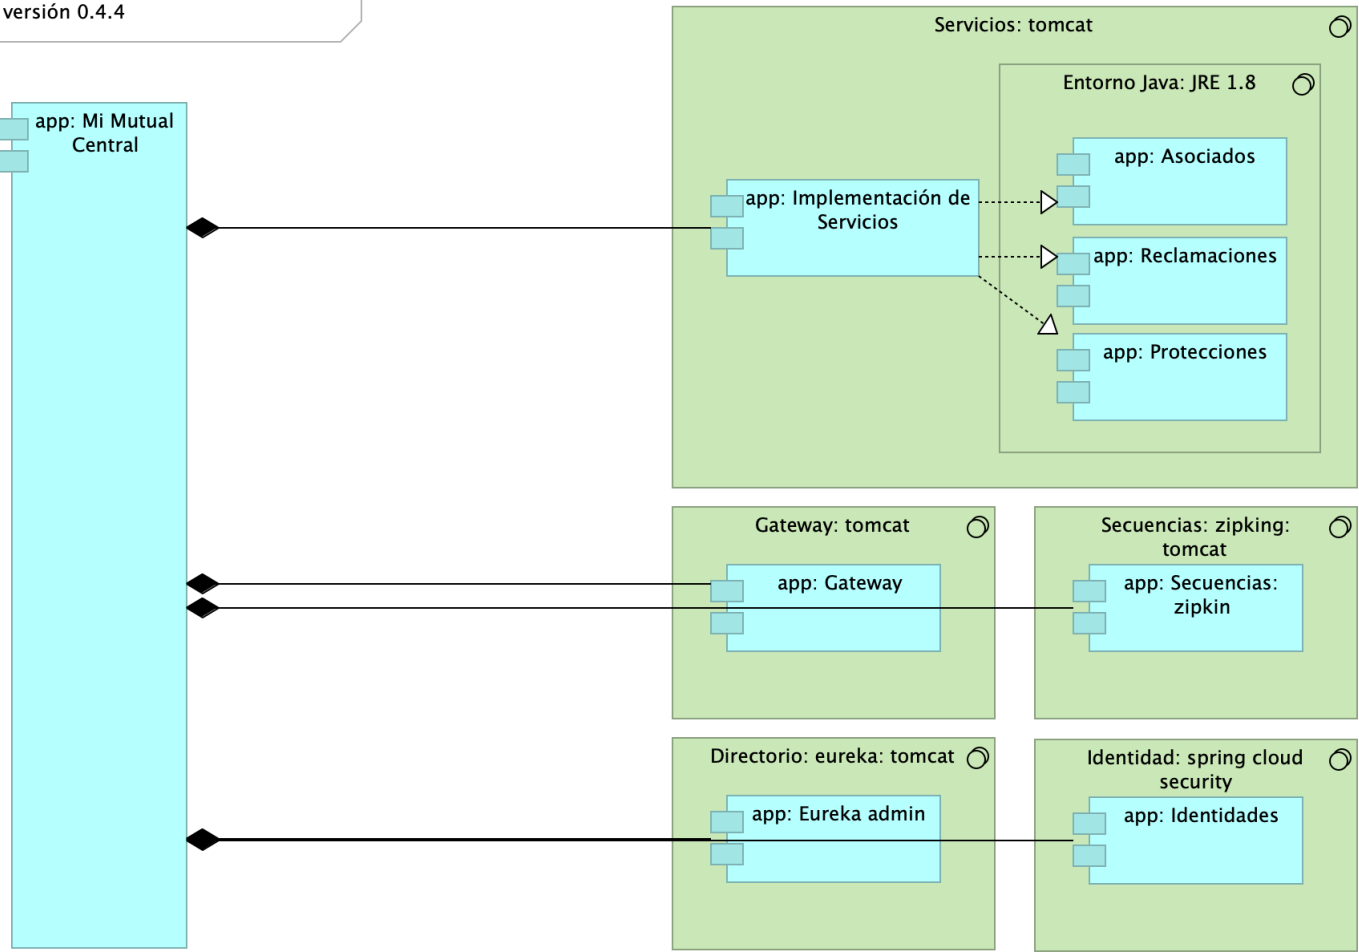 versión 0.4.4
app: Mi Mutual
Central
Servicios: tomcat
Entorno Java: JRE 1.8
app: Implementación de
Servicios
app: Asociados
app: Reclamaciones
app: Protecciones
Gateway: tomcat
app: Gateway
Secuencias: zipking:
tomcat
app: Secuencias:
zipkin
Directorio: eureka: tomcat
app: Eureka admin
Identidad: spring cloud
security
app: Identidades